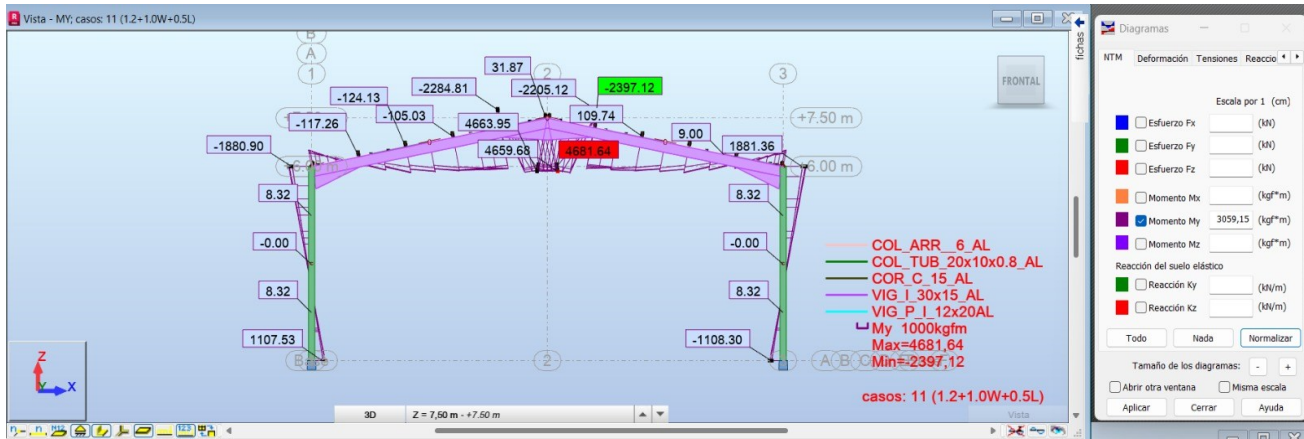 Vista - MY; casos: 11 (1.2+1.0W+0.5L)
fichas
B
A
1
2
3
31.87
-2284.81
-2205.12
-2397.12
FRONTAL
-124.13
-105.03
4663.95
109.74
+7.50 m
-117.26
9.00
-1880.90
4659.68
4681.64
1881.36
6.00 m
8.32
8.32
-0.00
-0.00
8.32
8.32
1107.53
-1108.30
B
2
3
A
B
COL_ARR__6_AL
COL_TUB_20x10x0.8_AL
COR_C_15_AL
VIG_I_30x15_AL
VIG_P_I_12x20AL
My 1000kgfm
Max=4681,64
Min=-2397,12
casos: 11 (1.2+1.0W+0.5L)
Z
Y
X
3D
Z = 7,50 m - +7.50 m
Vista
Diagramas
NTM Deformación Tensiones Reaccio
Escala por 1 (cm)
Esfuerzo Fx (kN)
Esfuerzo Fy (kN)
Esfuerzo Fz (kN)
Momento Mx (kgf*m)
Momento My 3059,15 (kgf*m)
Momento Mz (kgf*m)
Reacción del suelo elástico
Reacción Ky (kN/m)
Reacción Kz (kN/m)
Todo Nada Normalizar
Tamaño de los diagramas: - +
Abrir otra ventana Misma escala
Aplicar Cerrar Ayuda